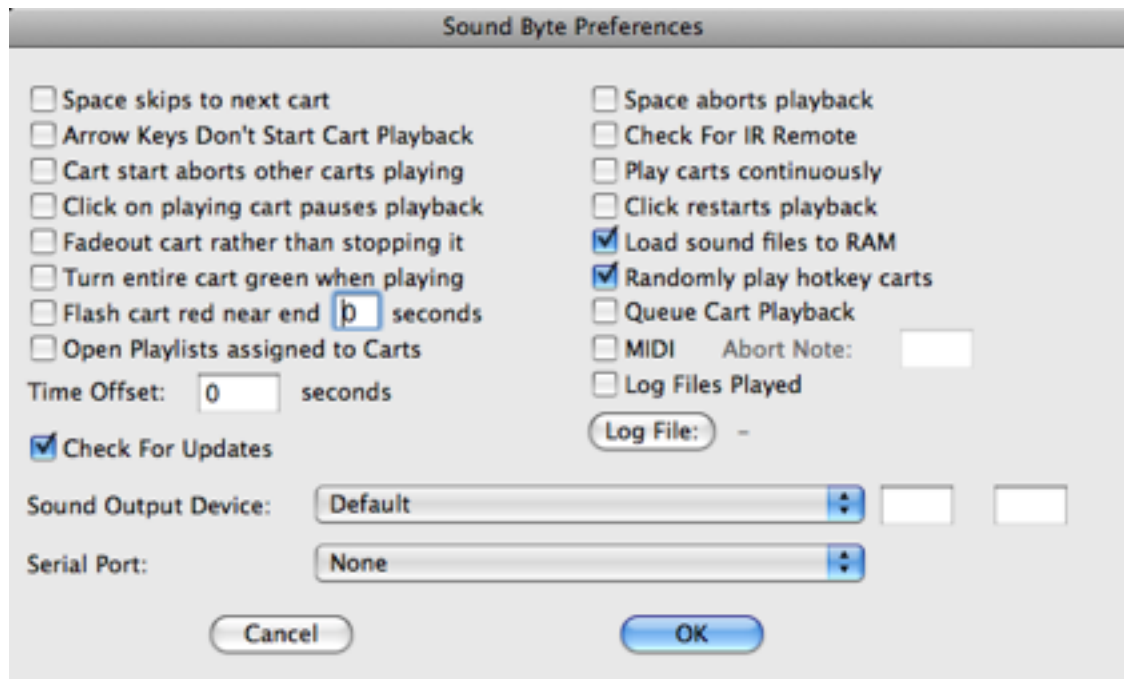 Sound Byte Preferences
Space skips to next cart
Arrow Keys Don't Start Cart Playback
Cart start aborts other carts playing
Click on playing cart pauses playback
Fadeout cart rather than stopping it
Turn entire cart green when playing
Flash cart red near end 0 seconds
Open Playlists assigned to Carts
Time Offset: 0 seconds
Check For Updates
Space aborts playback
Check For IR Remote
Play carts continuously
Click restarts playback
Load sound files to RAM
Randomly play hotkey carts
Queue Cart Playback
MIDI Abort Note:
Log Files Played
Log File: –
Sound Output Device: Default
Serial Port: None
Cancel OK